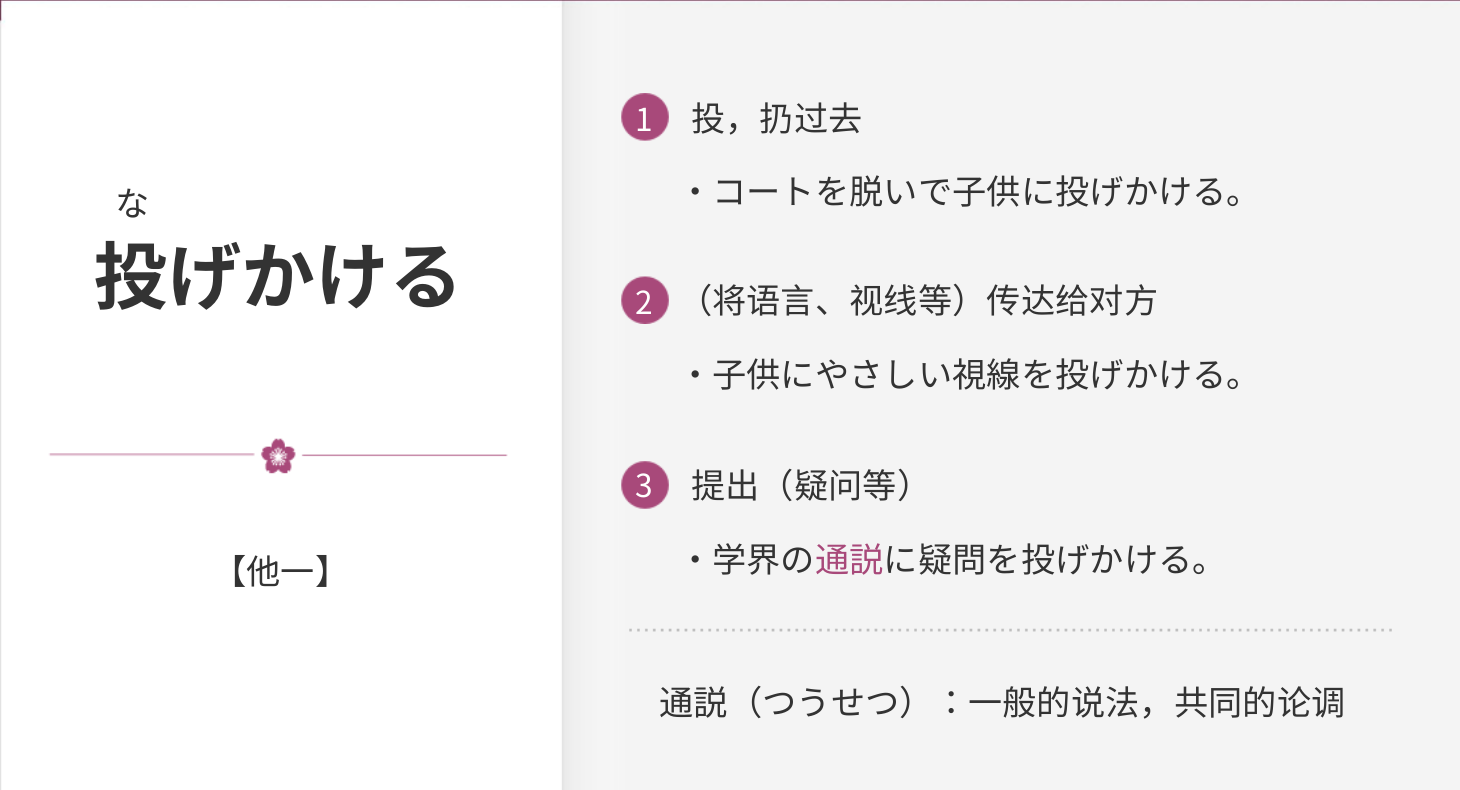 な
投げかける
【他一】
1 投，扔过去
・コートを脱いで子供に投げかける。
2 （将语言、视线等）传达给对方
・子供にやさしい視線を投げかける。
3 提出（疑问等）
・学界の通説に疑問を投げかける。
通説（つうせつ）：一般的说法，共同的论调